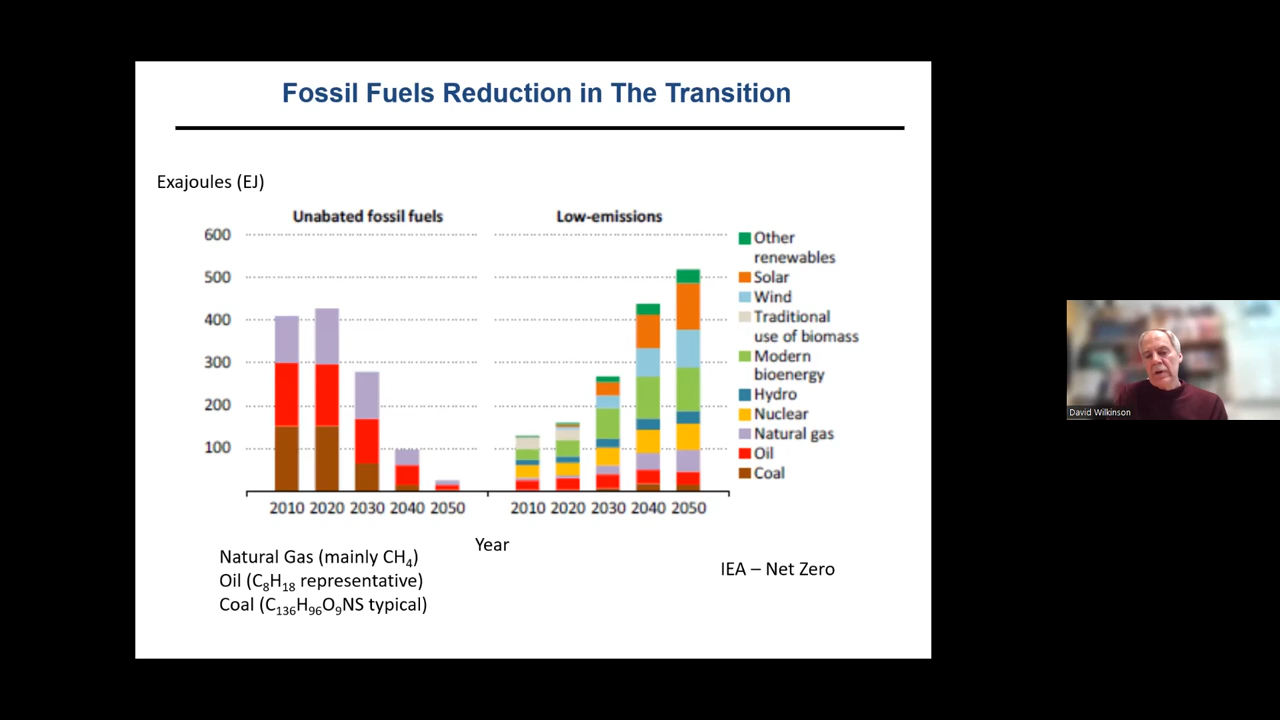 Fossil Fuels Reduction in The Transition
Exajoules (EJ)
Unabated fossil fuels
Low-emissions
600
500
400
300
200
100
2010 2020 2030 2040 2050
2010 2020 2030 2040 2050
Other
renewables
Solar
Wind
Traditional
use of biomass
Modern
bioenergy
Hydro
Nuclear
Natural gas
Oil
Coal
Year
Natural Gas (mainly CH₄)
Oil (C₈H₁₈ representative)
Coal (C₁₃₆H₉₆O₉NS typical)
IEA – Net Zero
David Wilkinson